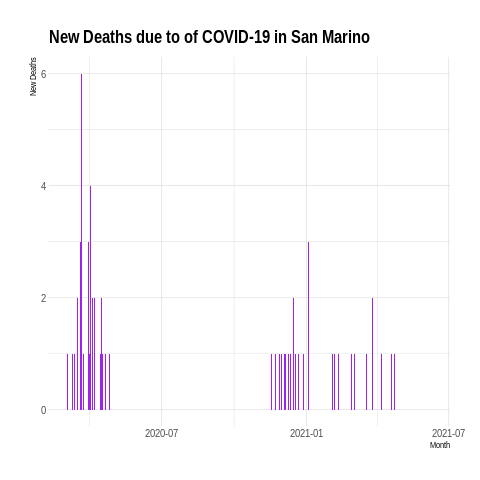 New Deaths due to of COVID-19 in San Marino
New Deaths
6
4
2
0
2020-07
2021-01
2021-07
Month